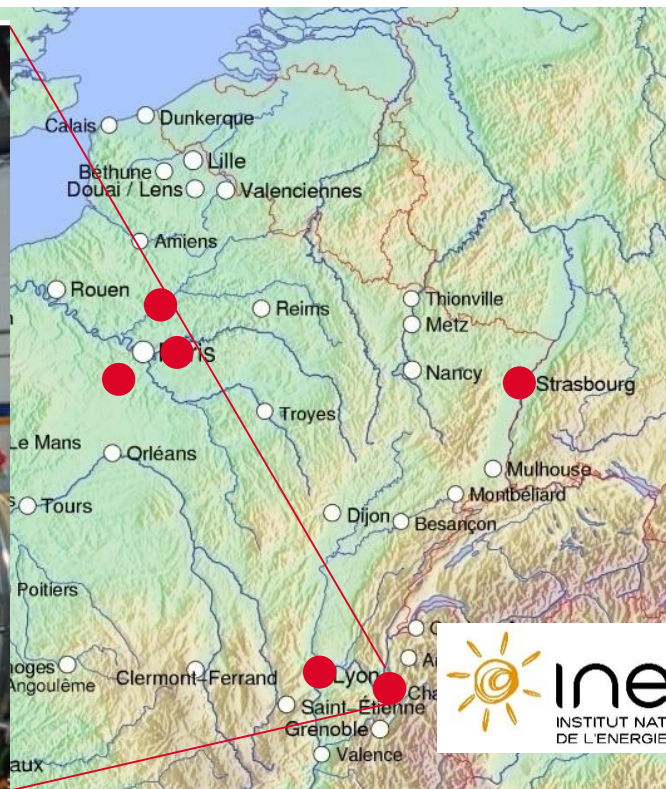 Dunkerque
Calais
Lille
Béthune
Douai / Lens
Valenciennes
Amiens
Rouen
Reims
Thionville
Metz
Nancy
Strasbourg
Troyes
Le Mans
Orléans
Mulhouse
Montbéliard
Tours
Dijon
Besançon
Poitiers
Clermont-Ferrand
Angoulême
Lyon
Saint-Étienne
Grenoble
Valence
INSTITUT NAT
DE L'ENERGIE